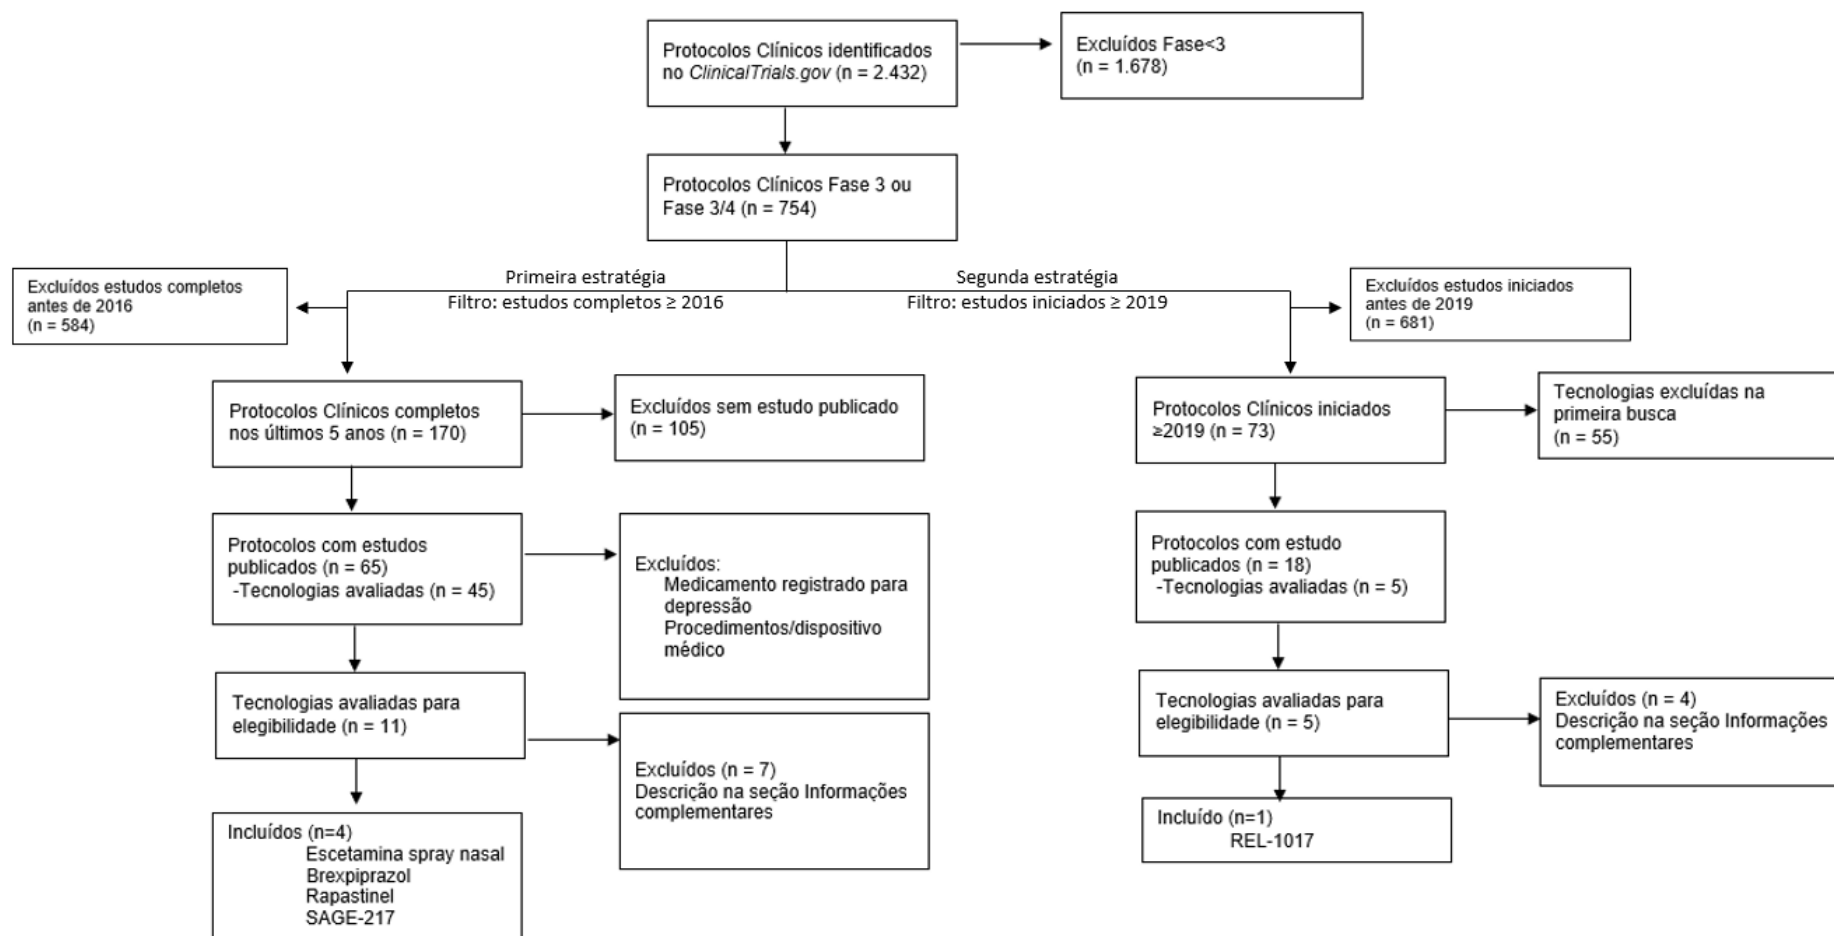 Protocolos Clínicos identificados
no ClinicalTrials.gov (n = 2.432)
Excluídos Fase<3
(n = 1.678)
Protocolos Clínicos Fase 3 ou
Fase 3/4 (n = 754)
Primeira estratégia
Filtro: estudos completos ≥ 2016
Segunda estratégia
Filtro: estudos iniciados ≥ 2019
Excluídos estudos completos
antes de 2016
(n = 584)
Excluídos estudos iniciados
antes de 2019
(n = 681)
Protocolos Clínicos completos
nos últimos 5 anos (n = 170)
Excluídos sem estudo publicado
(n = 105)
Protocolos Clínicos iniciados
≥2019 (n = 73)
Tecnologias excluídas na
primeira busca
(n = 55)
Protocolos com estudos
publicados (n = 65)
-Tecnologias avaliadas (n = 45)
Excluídos:
Medicamento registrado para
depressão
Procedimentos/dispositivo
médico
Protocolos com estudo
publicados (n = 18)
-Tecnologias avaliadas (n = 5)
Tecnologias avaliadas para
elegibilidade (n = 11)
Excluídos (n = 7)
Descrição na seção Informações
complementares
Tecnologias avaliadas para
elegibilidade (n = 5)
Excluídos (n = 4)
Descrição na seção Informações
complementares
Incluídos (n=4)
Escetamina spray nasal
Brexpiprazol
Rapastinel
SAGE-217
Incluído (n=1)
REL-1017